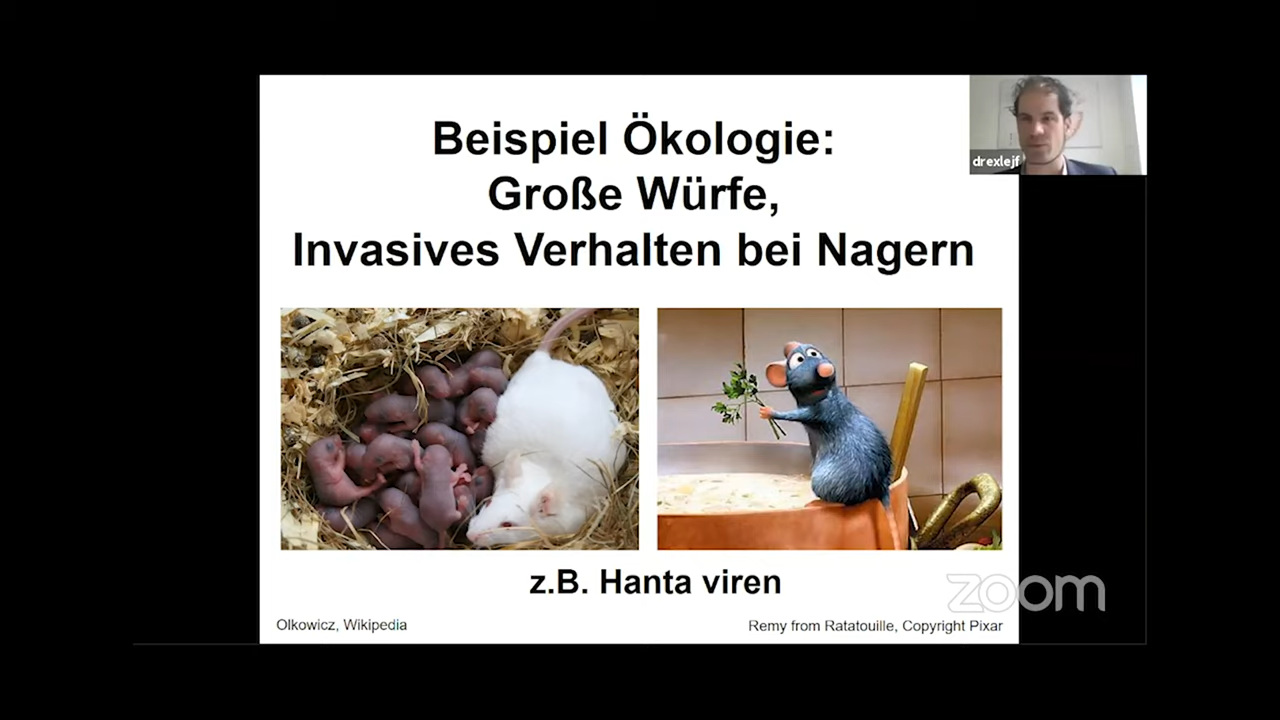 Beispiel Ökologie:
Große Würfe,
Invasives Verhalten bei Nagern
drexlejf
z.B. Hanta viren
zoom
Olkowicz, Wikipedia
Remy from Ratatouille, Copyright Pixar